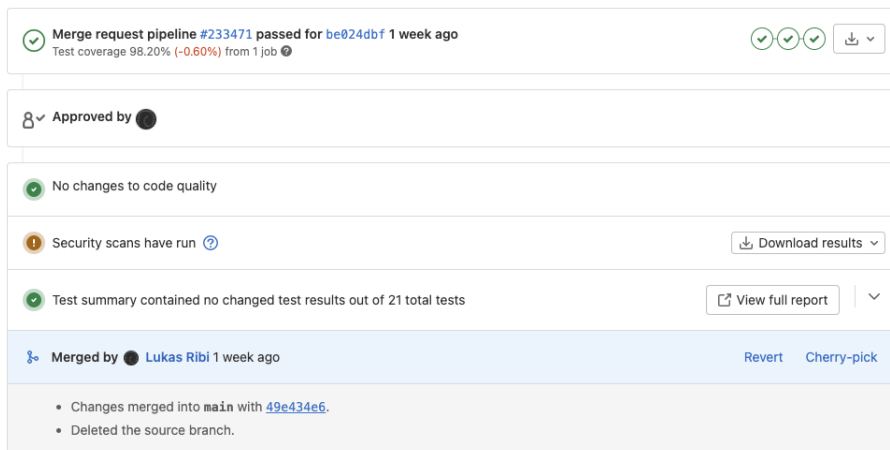 Merge request pipeline #233471 passed for be024dbf 1 week ago
Test coverage 98.20% (-0.60%) from 1 job
Approved by
No changes to code quality
Security scans have run
Download results
Test summary contained no changed test results out of 21 total tests
View full report
Merged by Lukas Ribi 1 week ago
Revert
Cherry-pick
• Changes merged into main with 49e434e6.
• Deleted the source branch.